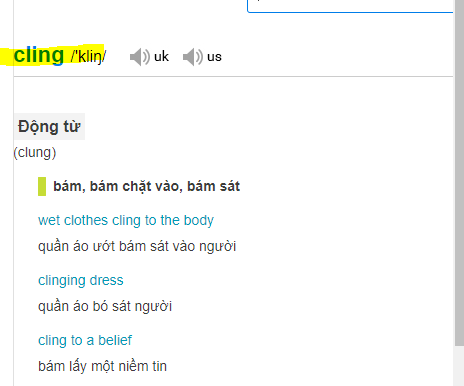 cling /'kliɳ/ uk us
Động từ
(clung)
bám, bám chặt vào, bám sát
wet clothes cling to the body
quần áo ướt bám sát vào người
clinging dress
quần áo bó sát người
cling to a belief
bám lấy một niềm tin